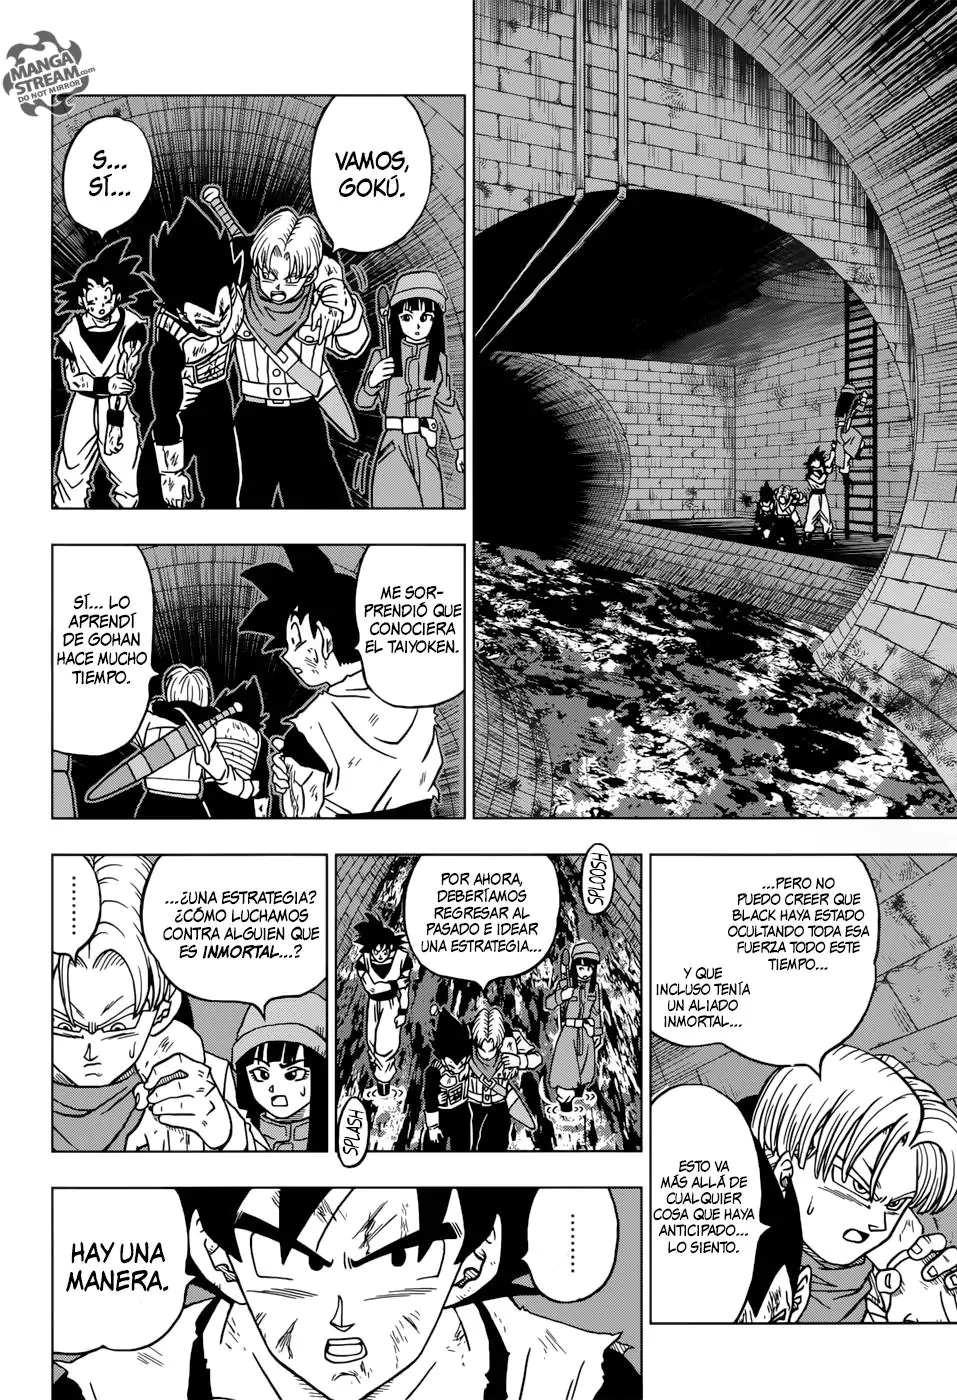 MANGA
STREAM.com
DO NOT MIRROR
VAMOS,
GOKÚ.
S...
SÍ...
ME SOR-
PRENDIÓ QUE
CONOCIERA
EL TAIYOKEN.
SÍ... LO
APRENDÍ
DE GOHAN
HACE MUCHO
TIEMPO.
...PERO NO
PUEDO CREER QUE
BLACK HAYA ESTADO
OCULTANDO TODA ESA
FUERZA TODO ESTE
TIEMPO...
Y QUE
INCLUSO TENÍA
UN ALIADO
INMORTAL...
ESTO VA
MÁS ALLÁ DE
CUALQUIER
COSA QUE HAYA
ANTICIPADO...
LO SIENTO.
SPLOOSH
POR AHORA,
DEBERÍAMOS
REGRESAR AL
PASADO E IDEAR
UNA ESTRATEGIA...
SPLASH
...¿UNA ESTRATEGIA?
¿CÓMO LUCHAMOS
CONTRA ALGUIEN QUE
ES INMORTAL...?
........
........
HAY UNA
MANERA.